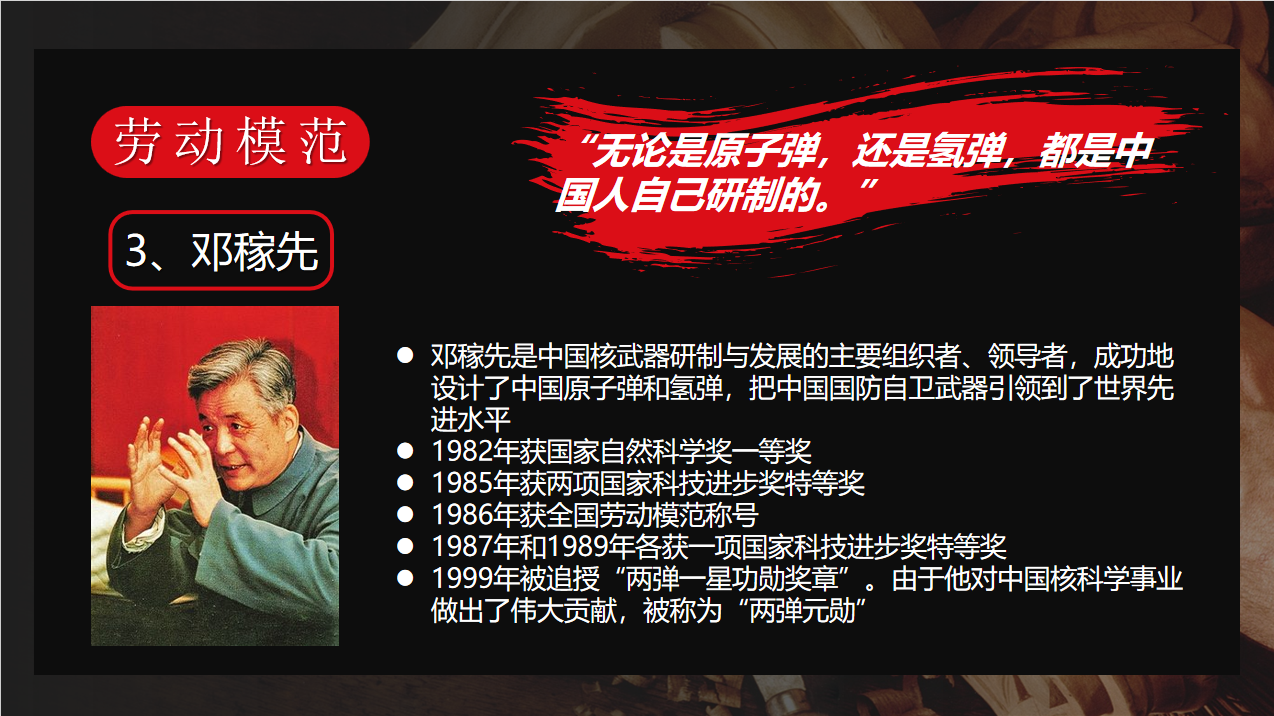 劳动模范
“无论是原子弹，还是氢弹，都是中
国人自己研制的。”
3、邓稼先
● 邓稼先是中国核武器研制与发展的主要组织者、领导者，成功地
设计了中国原子弹和氢弹，把中国国防自卫武器引领到了世界先
进水平
● 1982年获国家自然科学奖一等奖
● 1985年获两项国家科技进步奖特等奖
● 1986年获全国劳动模范称号
● 1987年和1989年各获一项国家科技进步奖特等奖
● 1999年被追授“两弹一星功勋奖章”。由于他对中国核科学事业
做出了伟大贡献，被称为“两弹元勋”